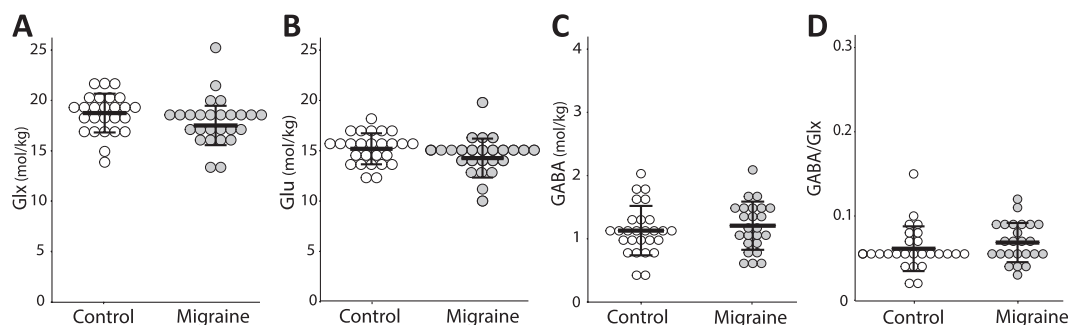 A
Glx (mol/kg)
25
20
15
10
5
0
Control Migraine
B
Glu (mol/kg)
25
20
15
10
5
0
Control Migraine
C
GABA (mol/kg)
4
3
2
1
0
Control Migraine
D
GABA/Glx
0.3
0.2
0.1
0
Control Migraine